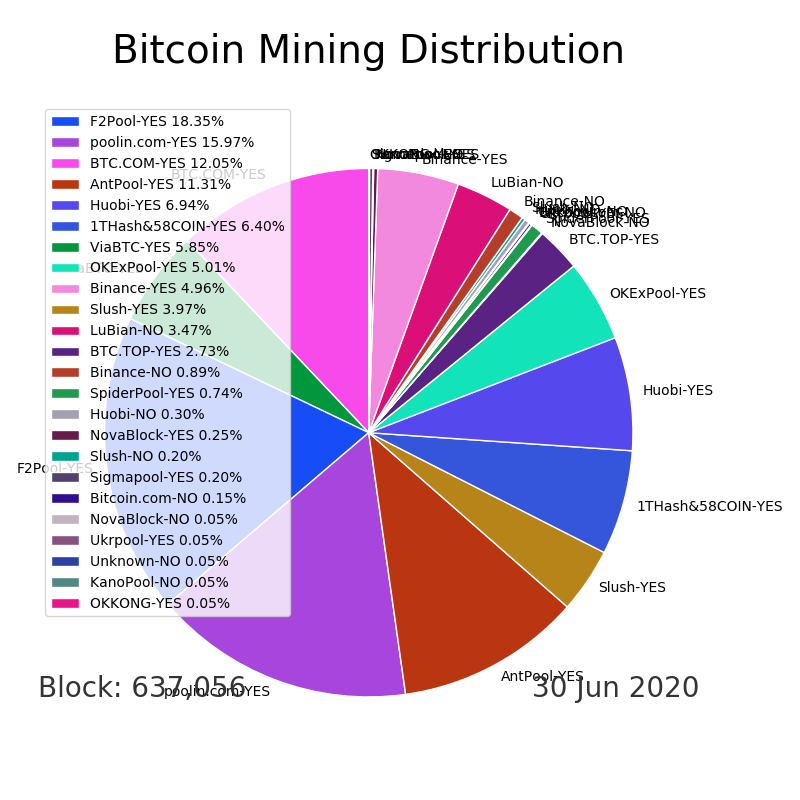 Bitcoin Mining Distribution
F2Pool-YES 18.35%
poolin.com-YES 15.97%
BTC.COM-YES 12.05%
AntPool-YES 11.31%
Huobi-YES 6.94%
1THash&58COIN-YES 6.40%
ViaBTC-YES 5.85%
OKExPool-YES 5.01%
Binance-YES 4.96%
Slush-YES 3.97%
LuBian-NO 3.47%
BTC.TOP-YES 2.73%
Binance-NO 0.89%
SpiderPool-YES 0.74%
Huobi-NO 0.30%
NovaBlock-YES 0.25%
Slush-NO 0.20%
Sigmapool-YES 0.20%
Bitcoin.com-NO 0.15%
NovaBlock-NO 0.05%
Ukrpool-YES 0.05%
Unknown-NO 0.05%
KanoPool-NO 0.05%
OKKONG-YES 0.05%
BTC.COM-YES
F2Pool-YES
poolin.com-YES
Binance-YES
LuBian-NO
Binance-NO
NovaBlock-NO
BTC.TOP-YES
OKExPool-YES
Huobi-YES
1THash&58COIN-YES
Slush-YES
AntPool-YES
Block: 637,056
30 Jun 2020